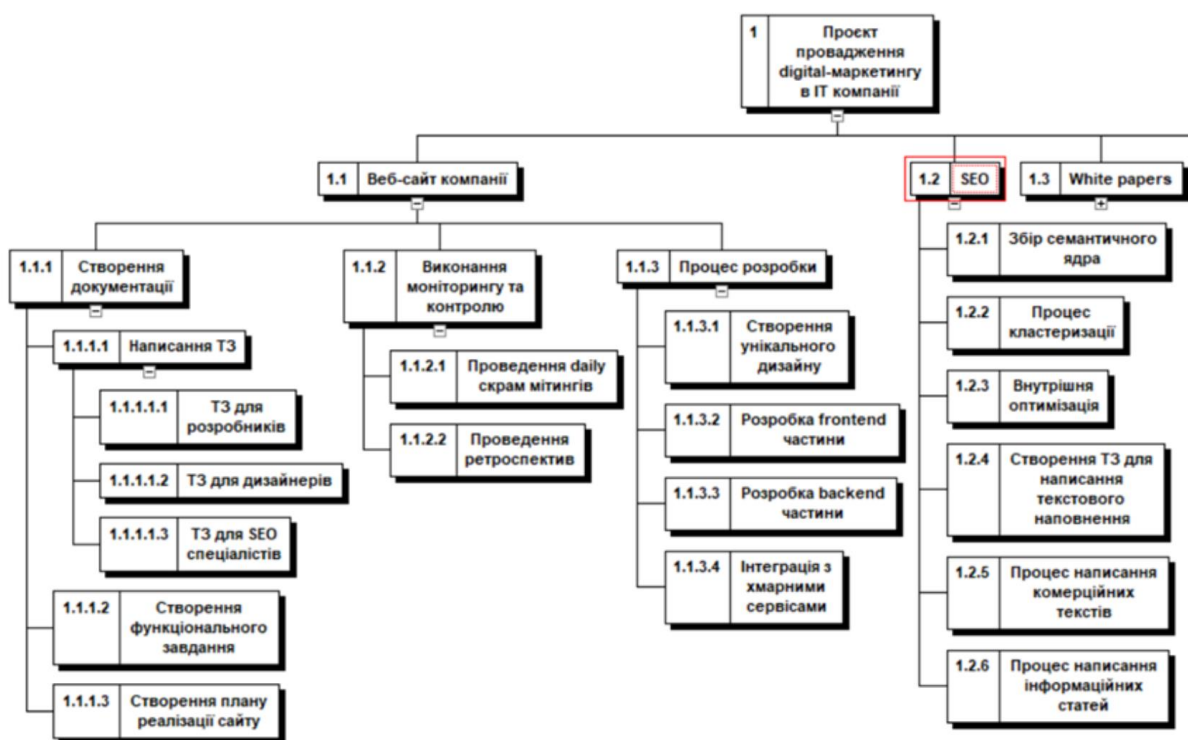 1 Проєкт
провадження
digital-маркетингу
в ІТ компанії
1.1 Веб-сайт компанії
1.2 SEO
1.3 White papers
1.1.1 Створення
документації
1.1.1.1 Написання ТЗ
1.1.1.1.1 ТЗ для
розробників
1.1.1.1.2 ТЗ для дизайнерів
1.1.1.1.3 ТЗ для SEO
спеціалістів
1.1.1.2 Створення
функціонального
завдання
1.1.1.3 Створення плану
реалізації сайту
1.1.2 Виконання
моніторингу та
контролю
1.1.2.1 Проведення daily
скрам мітингів
1.1.2.2 Проведення
ретроспектив
1.1.3 Процес розробки
1.1.3.1 Створення
унікального
дизайну
1.1.3.2 Розробка frontend
частини
1.1.3.3 Розробка backend
частини
1.1.3.4 Інтеграція з
хмарними
сервісами
1.2.1 Збір семантичного
ядра
1.2.2 Процес
кластеризації
1.2.3 Внутрішня
оптимізація
1.2.4 Створення ТЗ для
написання
текстового
наповнення
1.2.5 Процес написання
комерційних
текстів
1.2.6 Процес написання
інформаційних
статей